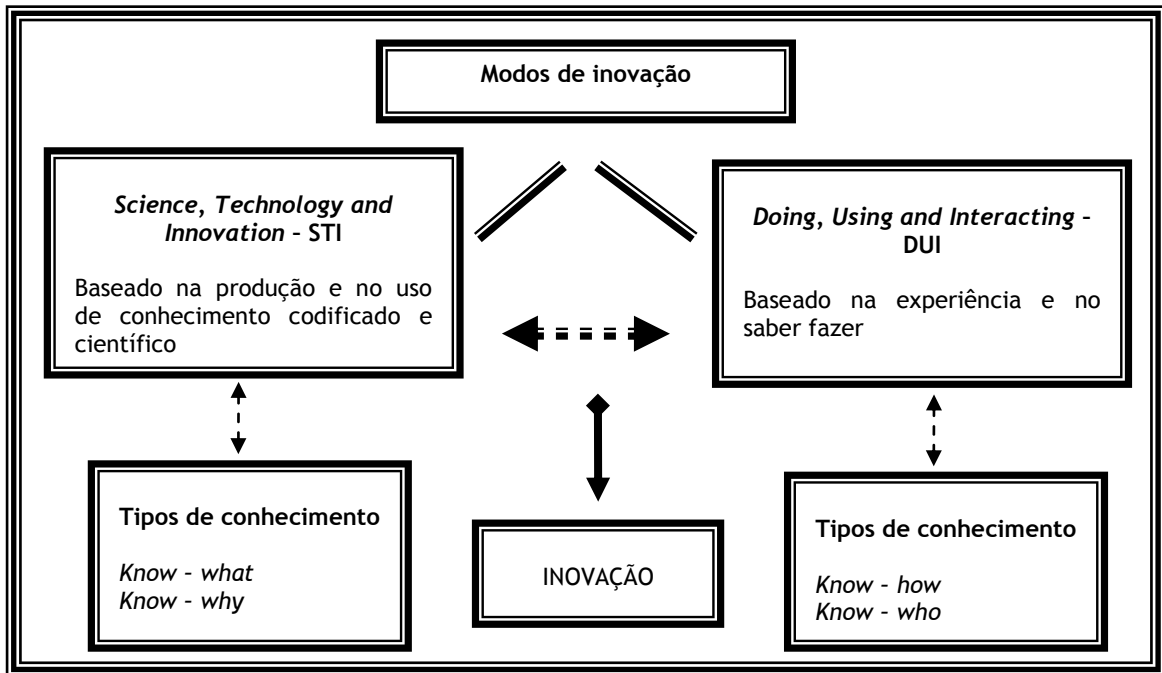 Modos de inovação
Science, Technology and
Innovation – STI
Baseado na produção e no uso
de conhecimento codificado e
científico
Doing, Using and Interacting –
DUI
Baseado na experiência e no
saber fazer
Tipos de conhecimento
Know – what
Know – why
INOVAÇÃO
Tipos de conhecimento
Know – how
Know – who